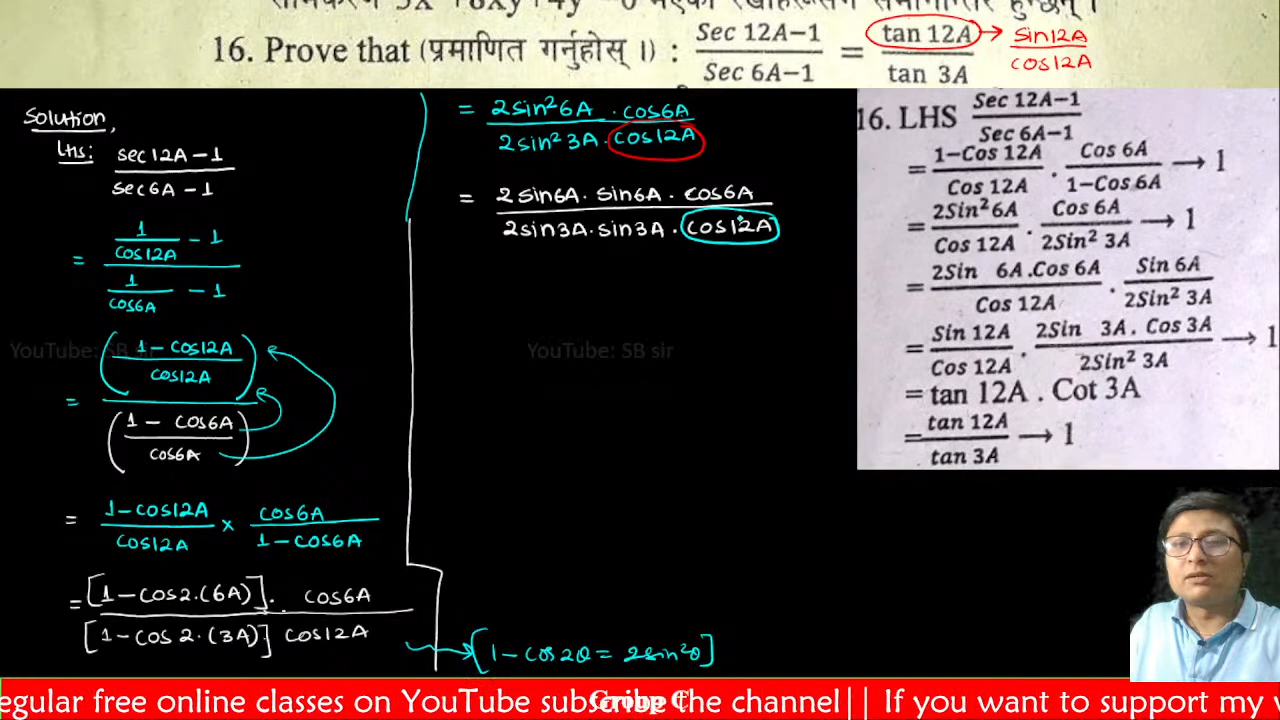 16. Prove that (प्रमाणित गर्नुहोस् ।) : Sec 12A−1 / Sec 6A−1 = tan 12A / tan 3A → sin12A / cos12A
Solution,
Lhs: sec12A − 1 / sec6A − 1
= (1/cos12A − 1) / (1/cos6A − 1)
= ((1 − cos12A) / cos12A) / ((1 − cos6A) / cos6A)
= 1−cos12A / cos12A × cos6A / 1−cos6A
= [1−cos2.(6A)]. cos6A / [1−cos2.(3A)] cos12A
→ [1−cos2θ = 2sin²θ]
= 2sin²6A . cos6A / 2sin²3A . cos12A
= 2sin6A . sin6A . cos6A / 2sin3A . sin3A . cos12A
16. LHS Sec 12A−1 / Sec 6A−1
= 1−Cos 12A / Cos 12A . Cos 6A / 1−Cos 6A → 1
= 2Sin²6A / Cos 12A . Cos 6A / 2Sin² 3A → 1
= 2Sin 6A .Cos 6A / Cos 12A . Sin 6A / 2Sin² 3A
= Sin 12A / Cos 12A . 2Sin 3A . Cos 3A / 2Sin² 3A → 1
= tan 12A . Cot 3A
= tan 12A / tan 3A → 1
YouTube: SB sir
YouTube: SB sir
egular free online classes on YouTube subscribe the channel|| If you want to support my